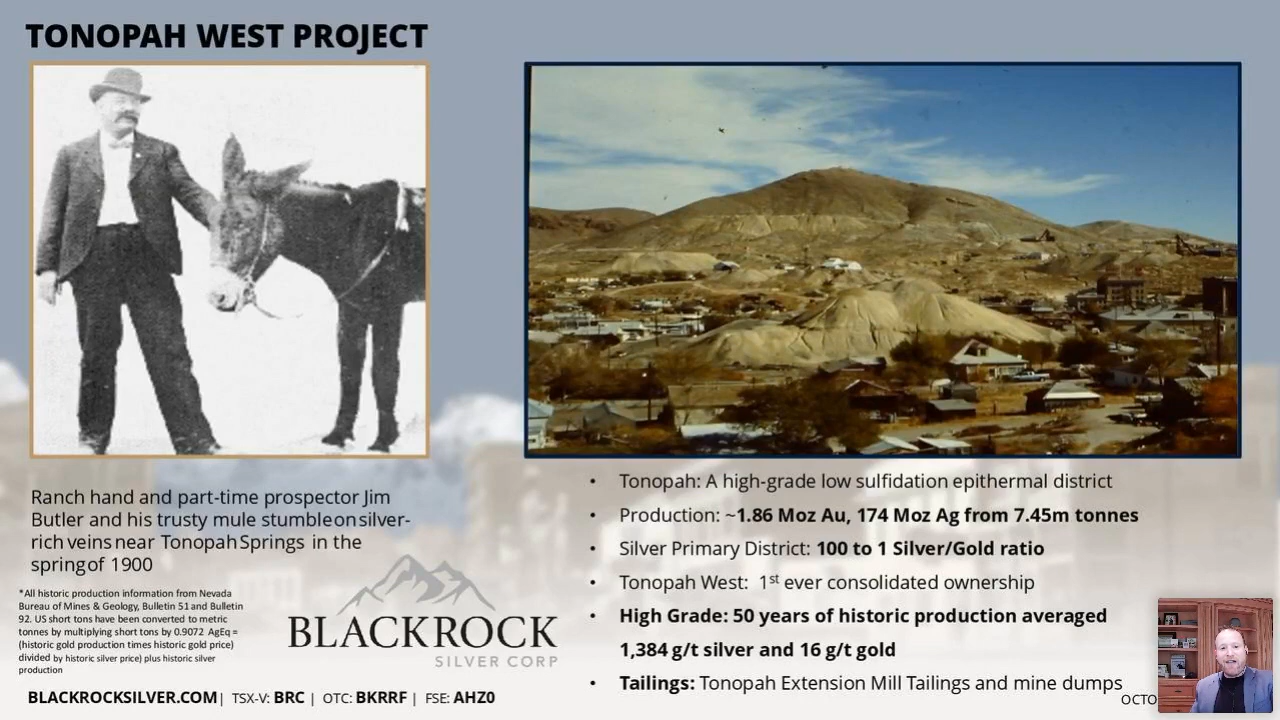 TONOPAH WEST PROJECT
Ranch hand and part-time prospector Jim
Butler and his trusty mule stumble on silver-
rich veins near Tonopah Springs in the
spring of 1900
*All historic production information from Nevada
Bureau of Mines & Geology, Bulletin 51 and Bulletin
92. US short tons have been converted to metric
tonnes by multiplying short tons by 0.9072 AgEq =
(historic gold production times historic gold price)
divided by historic silver price) plus historic silver
production
BLACKROCK
SILVER CORP
• Tonopah: A high-grade low sulfidation epithermal district
• Production: ~1.86 Moz Au, 174 Moz Ag from 7.45m tonnes
• Silver Primary District: 100 to 1 Silver/Gold ratio
• Tonopah West: 1st ever consolidated ownership
• High Grade: 50 years of historic production averaged
1,384 g/t silver and 16 g/t gold
• Tailings: Tonopah Extension Mill Tailings and mine dumps
BLACKROCKSILVER.COM| TSX-V: BRC | OTC: BKRRF | FSE: AHZ0
OCTO